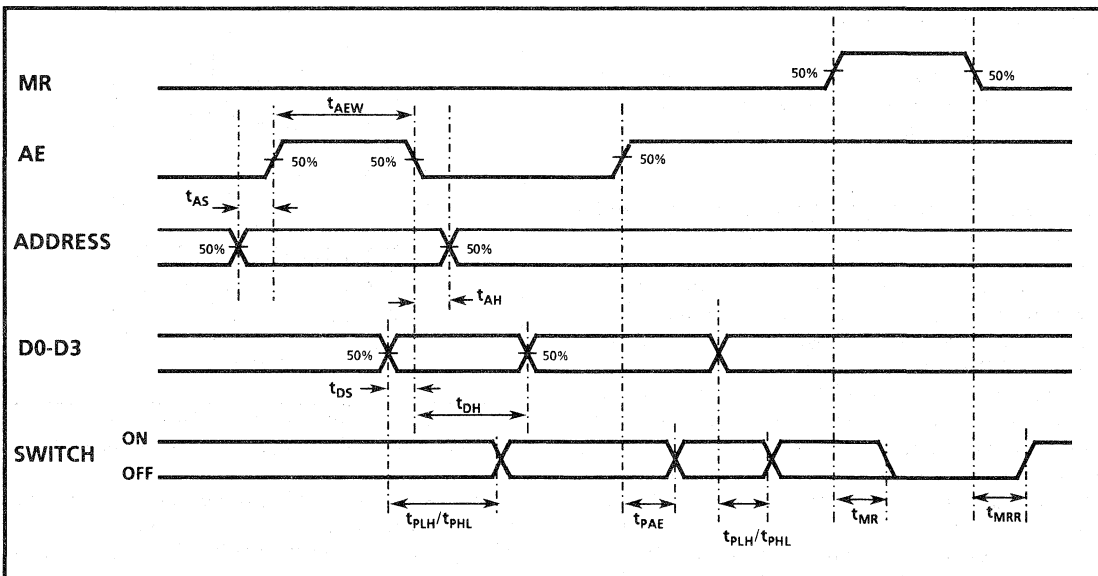 MR
50%
50%
tAEW
AE
50%
50%
50%
tAS
ADDRESS
50%
50%
tAH
D0-D3
50%
50%
tDS
tDH
SWITCH
ON
OFF
tPLH/tPHL
tPAE
tPLH/tPHL
tMR
tMRR